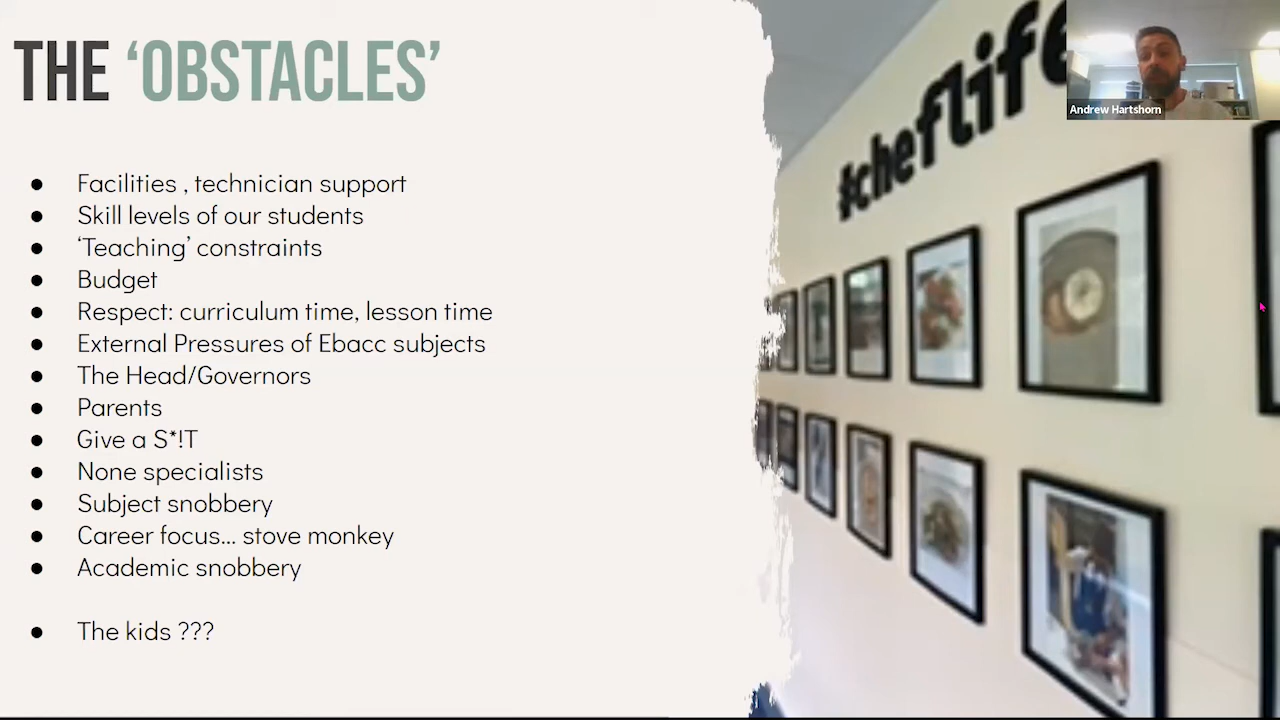 THE ‘OBSTACLES’
#cheflife
Andrew Hartshorn
● Facilities , technician support
● Skill levels of our students
● ‘Teaching’ constraints
● Budget
● Respect: curriculum time, lesson time
● External Pressures of Ebacc subjects
● The Head/Governors
● Parents
● Give a S*!T
● None specialists
● Subject snobbery
● Career focus... stove monkey
● Academic snobbery
● The kids ???